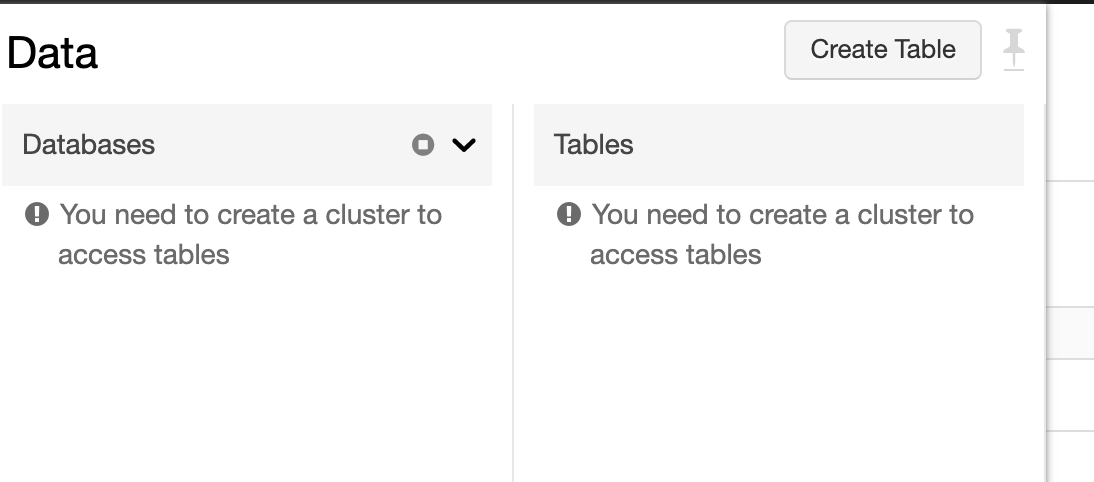 Data
Create Table
Databases
Tables
You need to create a cluster to
access tables
You need to create a cluster to
access tables